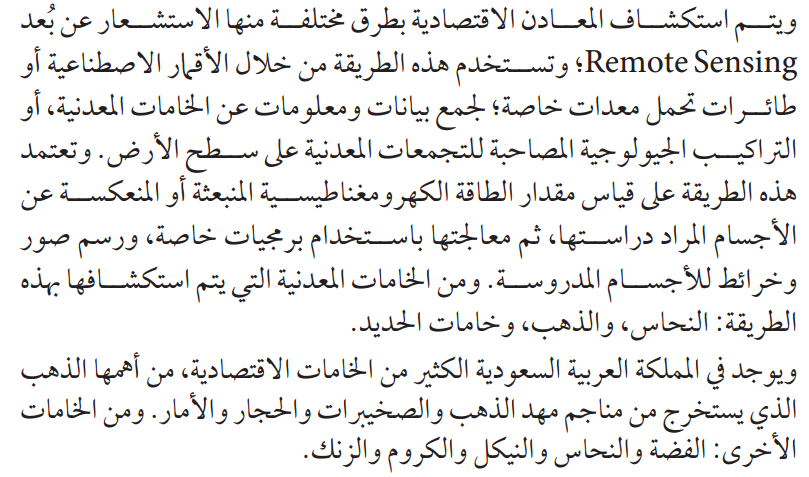 ويتم استكشاف المعادن الاقتصادية بطرق مختلفة منها الاستشعار عن بُعد
Remote Sensing؛ وتستخدم هذه الطريقة من خلال الأقمار الاصطناعية أو
طائرات تحمل معدات خاصة؛ لجمع بيانات ومعلومات عن الخامات المعدنية، أو
التراكيب الجيولوجية المصاحبة للتجمعات المعدنية على سطح الأرض. وتعتمد
هذه الطريقة على قياس مقدار الطاقة الكهرومغناطيسية المنبعثة أو المنعكسة عن
الأجسام المراد دراستها، ثم معالجتها باستخدام برمجيات خاصة، ورسم صور
وخرائط للأجسام المدروسة. ومن الخامات المعدنية التي يتم استكشافها بهذه
الطريقة: النحاس، والذهب، وخامات الحديد.
ويوجد في المملكة العربية السعودية الكثير من الخامات الاقتصادية، من أهمها الذهب
الذي يستخرج من مناجم مهد الذهب والصخيبرات والحجار والأمار. ومن الخامات
الأخرى: الفضة والنحاس والنيكل والكروم والزنك.